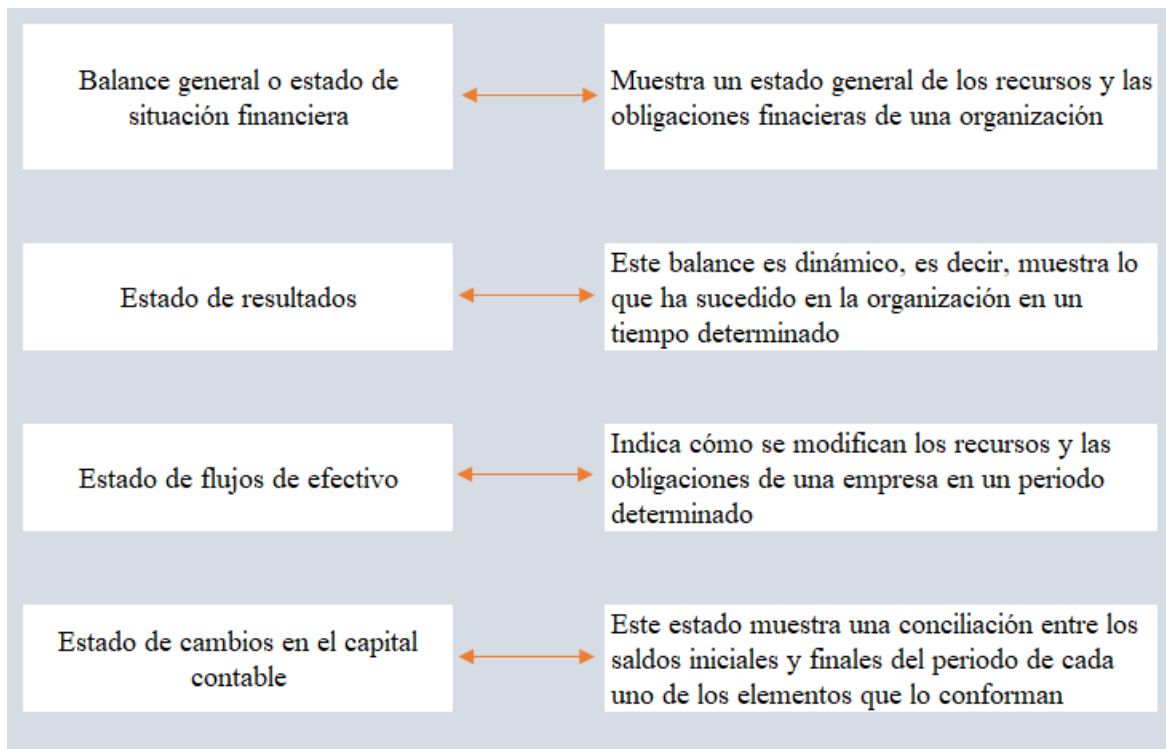 Balance general o estado de
situación financiera
Muestra un estado general de los recursos y las
obligaciones finacieras de una organización
Estado de resultados
Este balance es dinámico, es decir, muestra lo
que ha sucedido en la organización en un
tiempo determinado
Estado de flujos de efectivo
Indica cómo se modifican los recursos y las
obligaciones de una empresa en un periodo
determinado
Estado de cambios en el capital
contable
Este estado muestra una conciliación entre los
saldos iniciales y finales del periodo de cada
uno de los elementos que lo conforman